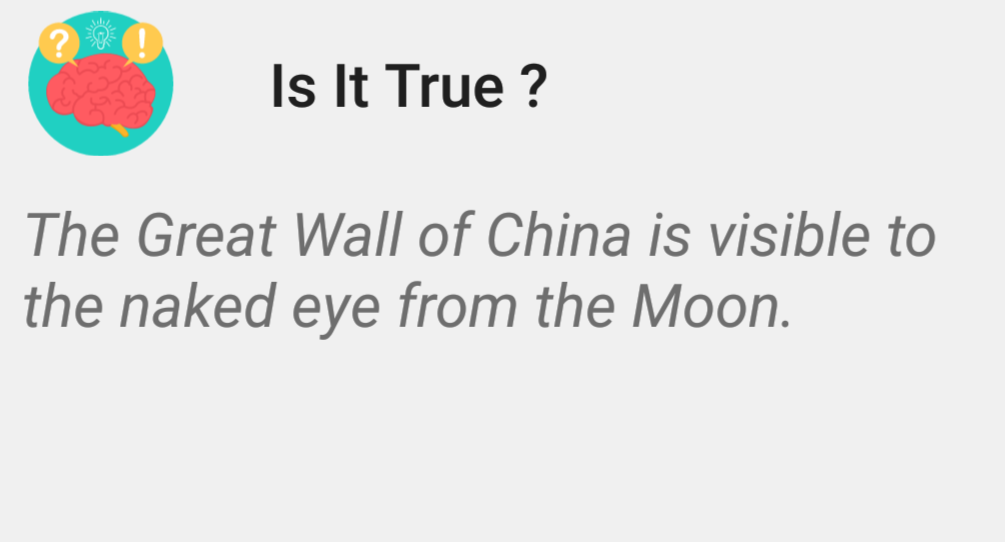 ? !
Is It True ?
The Great Wall of China is visible to
the naked eye from the Moon.